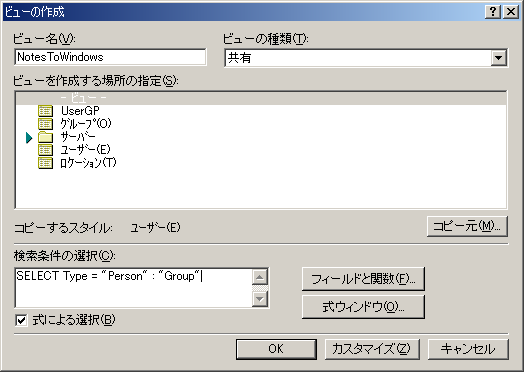 ビューの作成
ビュー名(V):
ビューの種類(T):
NotesToWindows
共有
ビューを作成する場所の指定(S):
- ビュー -
UserGP
ｸﾞﾙｰﾌﾟ(O)
ｻｰﾊﾞｰ
ﾕｰｻﾞｰ(E)
ﾛｹｰｼｮﾝ(T)
コピーするスタイル:
ﾕｰｻﾞｰ(E)
コピー元(M)...
検索条件の選択(C):
SELECT Type = "Person" : "Group"
フィールドと関数(F)...
式ウィンドウ(O)...
式による選択(B)
OK
カスタマイズ(Z)
キャンセル